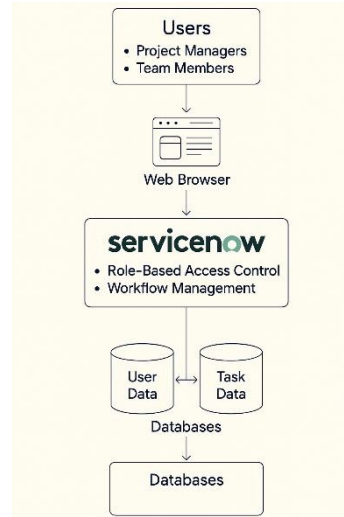 Users
• Project Managers
• Team Members
Web Browser
servicenow
• Role-Based Access Control
• Workflow Management
User
Data
Task
Data
Databases
Databases